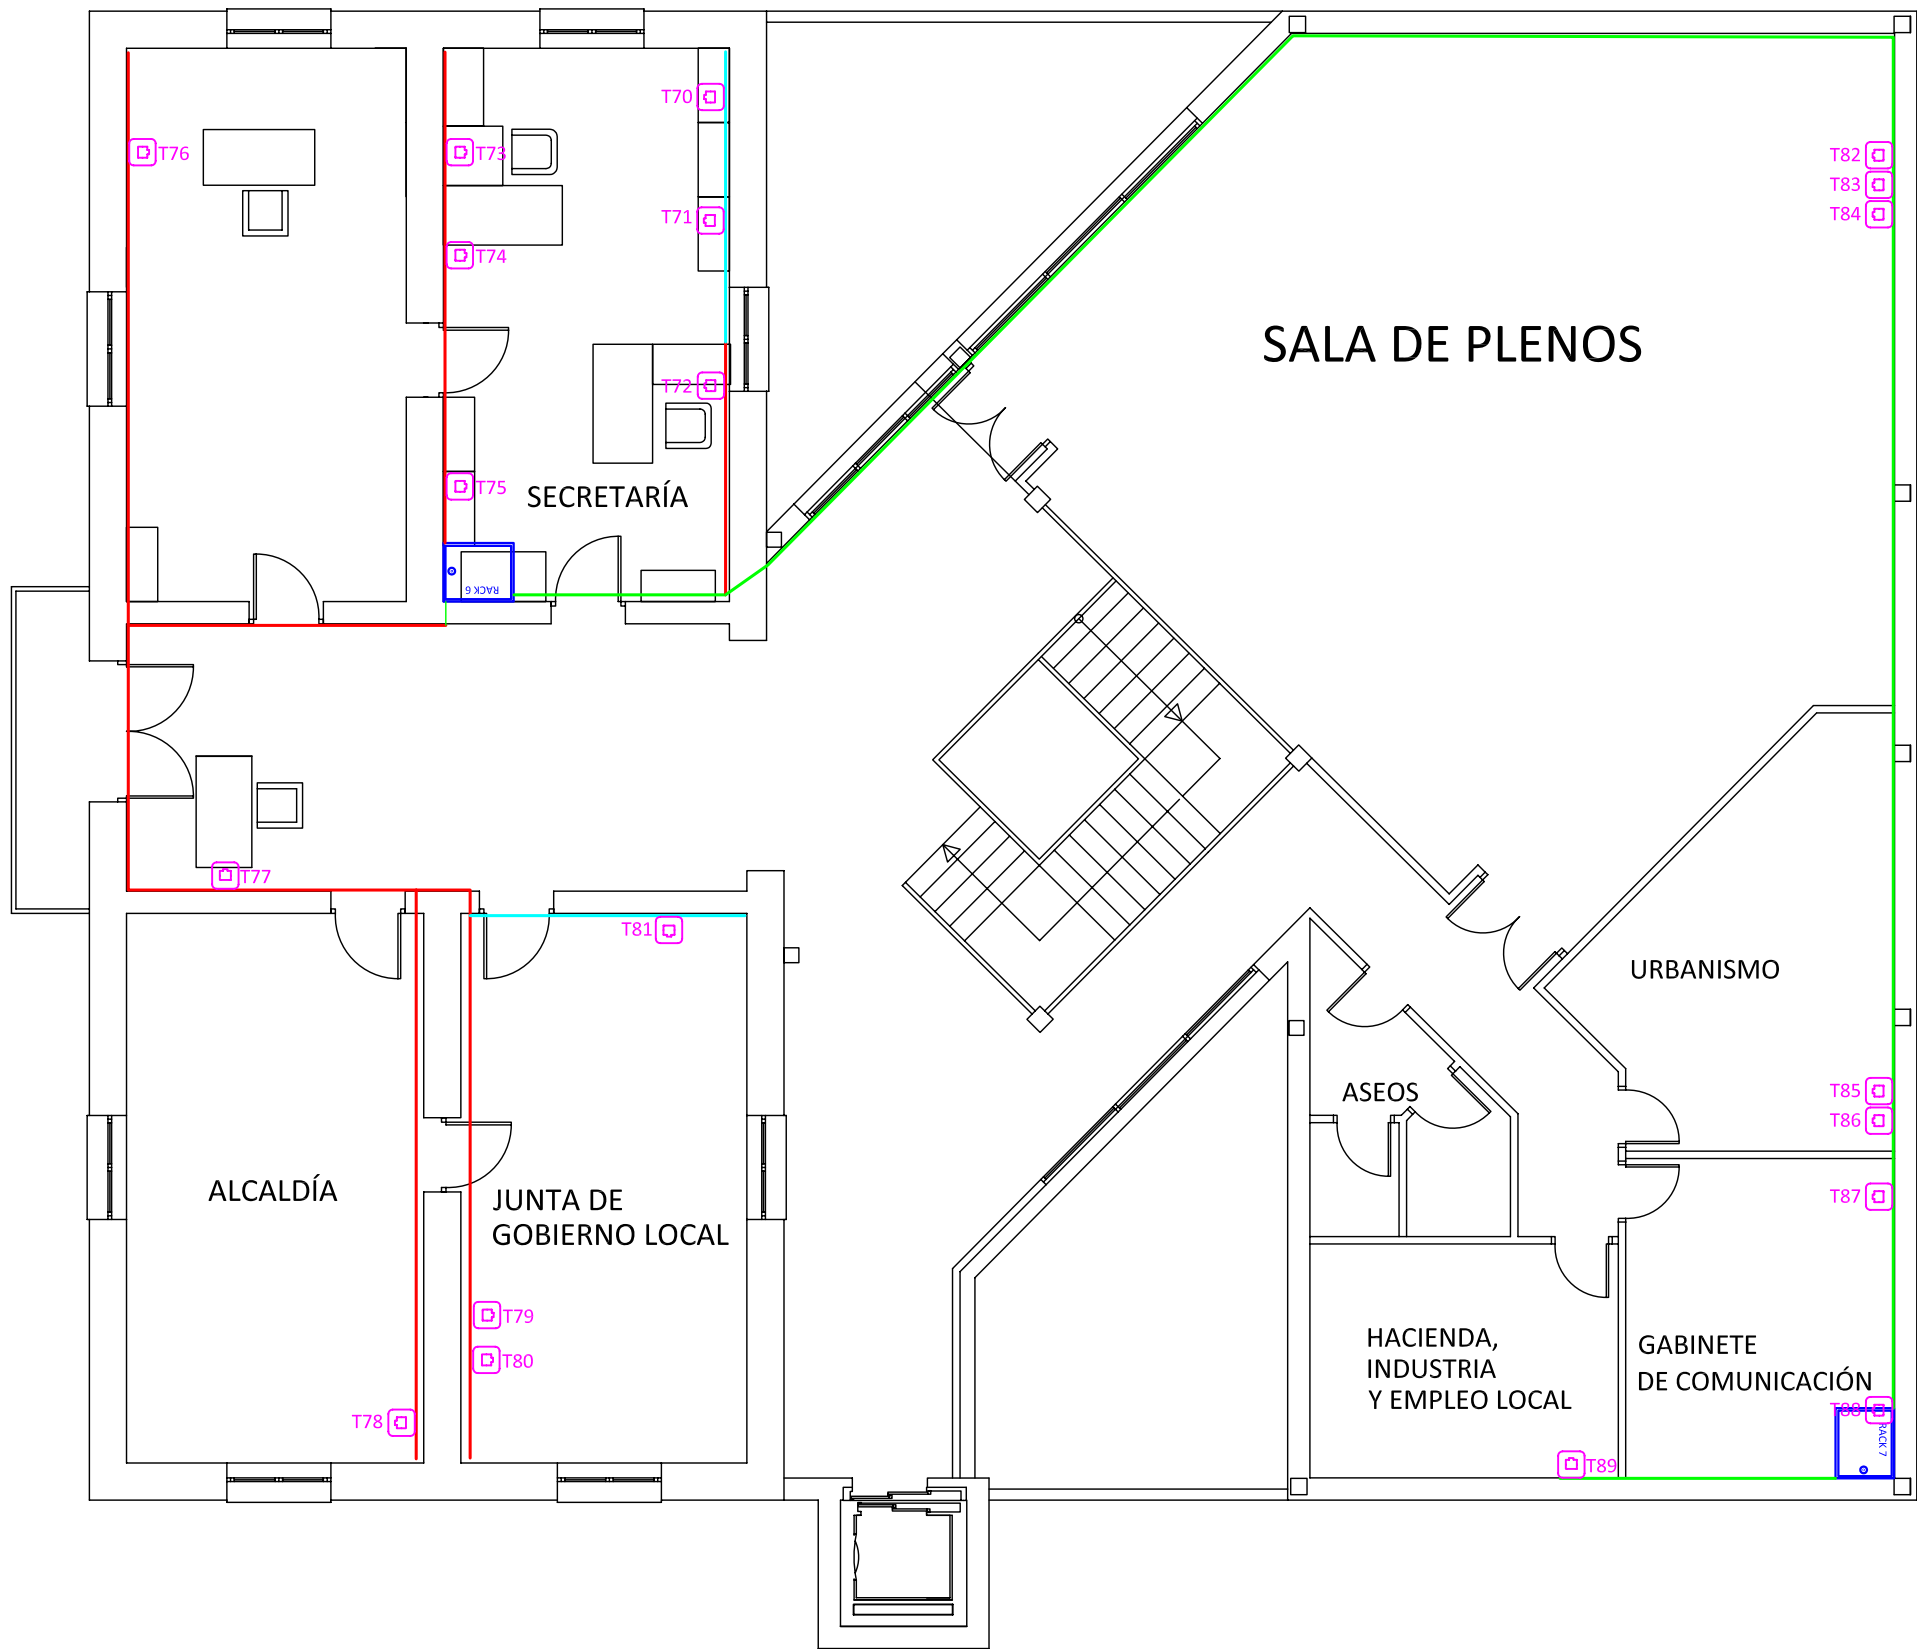 T70
T82
T76
T73
T83
T84
T71
T74
SALA DE PLENOS
T72
T75
SECRETARÍA
RACK 6
T77
T81
URBANISMO
T85
ASEOS
T86
ALCALDÍA
T87
JUNTA DE
GOBIERNO LOCAL
T79
T80
HACIENDA,
INDUSTRIA
Y EMPLEO LOCAL
GABINETE
DE COMUNICACIÓN
T78
T88
RACK 7
T89